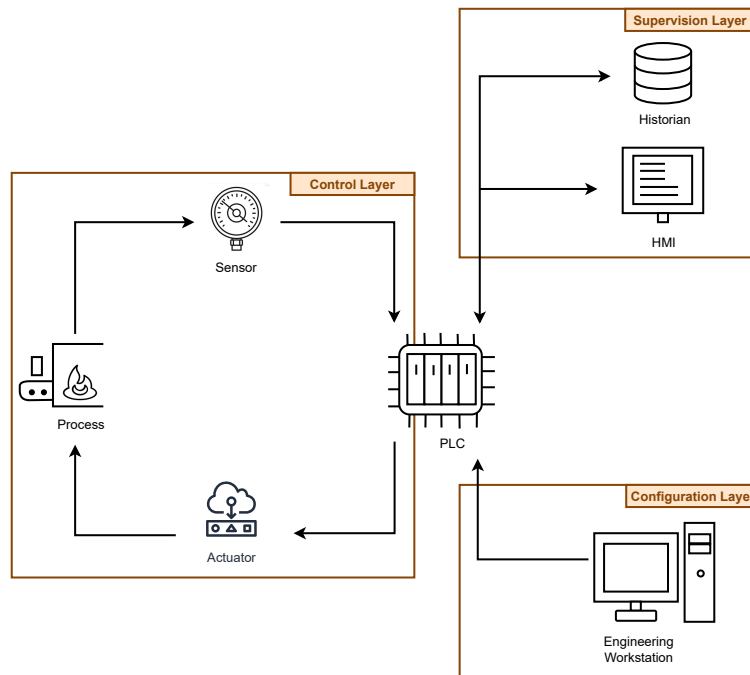 Supervision Layer
Historian
HMI
Control Layer
Sensor
Process
PLC
Actuator
Configuration Laye
Engineering
Workstation